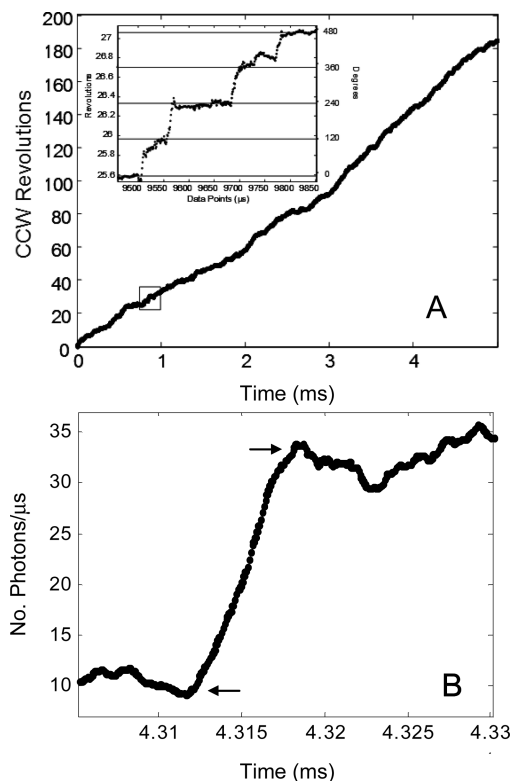 200
180
160
140
120
100
80
60
40
20
0
CCW Revolutions
27
26.8
26.6
26.4
26.2
26
25.8
25.6
Revolutions
480
360
240
120
0
Degrees
9500 9550 9600 9650 9700 9750 9800 9850
Data Points (µs)
A
0 1 2 3 4
Time (ms)
35
30
25
20
15
10
No. Photons/µs
B
4.31 4.315 4.32 4.325 4.33
Time (ms)